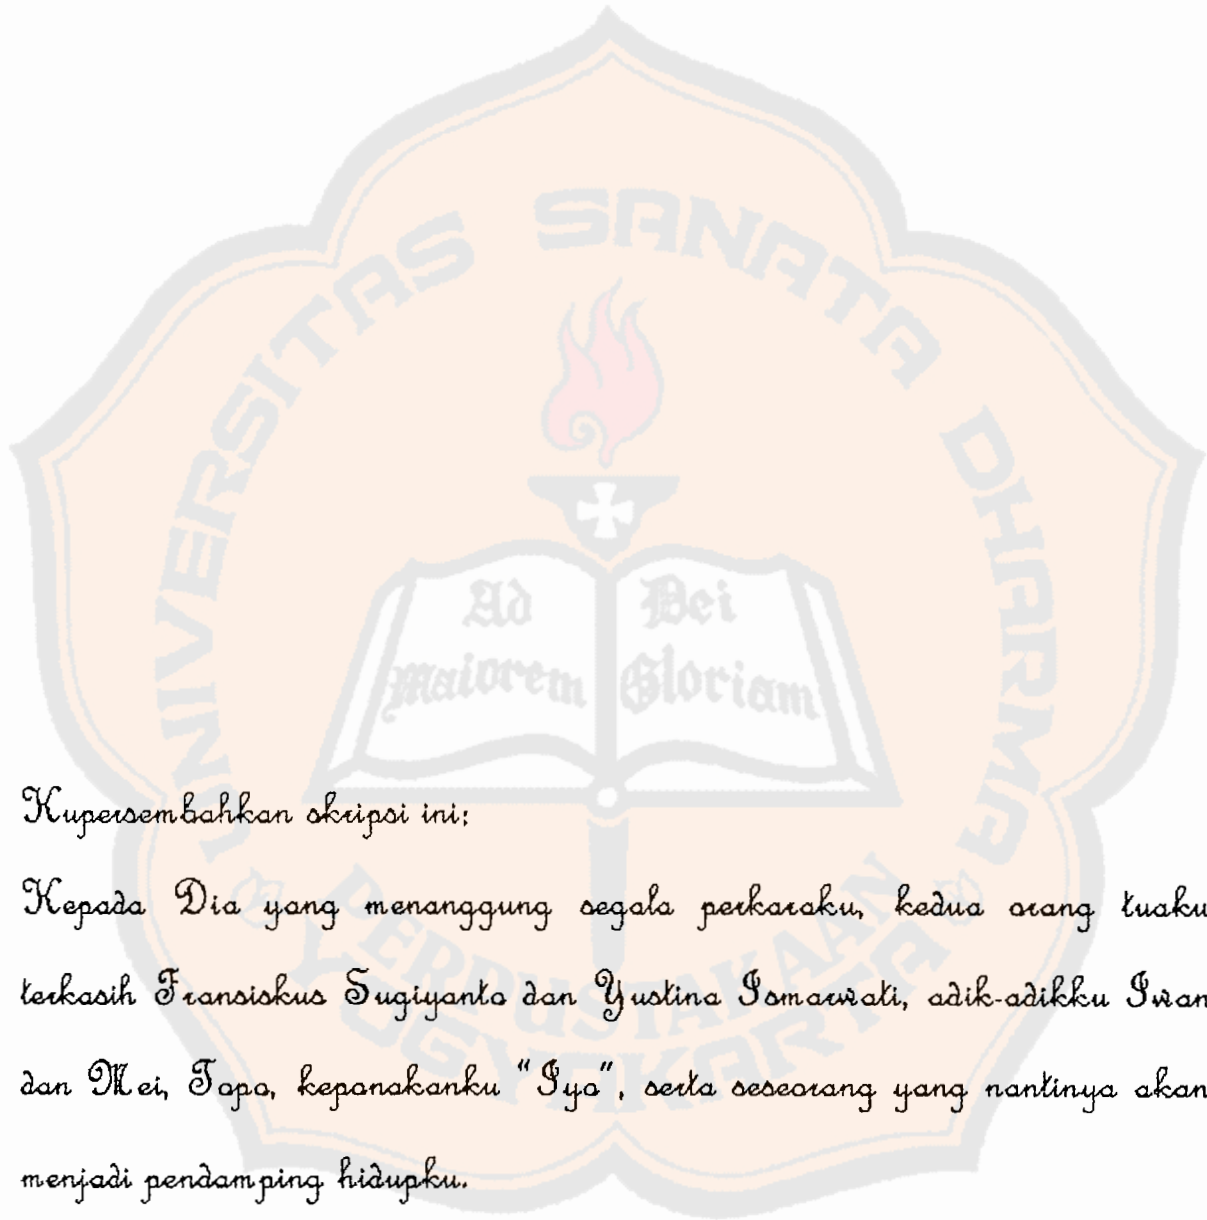 UNIVERSITAS SANATA DHARMA
Ad Dei
maiorem Gloriam
PERPUSTAKAAN
YOGYAKARTA
Kupersembahkan skripsi ini:
Kepada Dia yang menanggung segala perkaraku, kedua orang tuaku
terkasih Fransiskus Sugiyanto dan Yustina Ismarwati, adik-adikku Iwan
dan Mei, Tapa, keponakanku "Iyo", serta seseorang yang nantinya akan
menjadi pendamping hidupku.